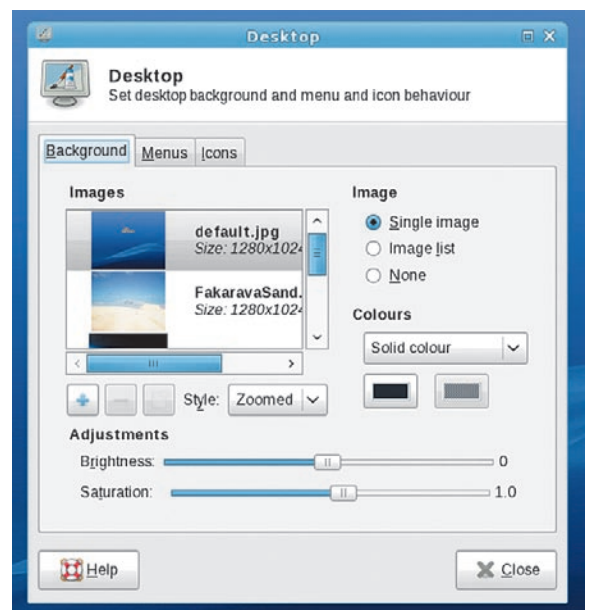 Desktop
Desktop
Set desktop background and menu and icon behaviour
Background Menus Icons
Images
default.jpg
Size: 1280x1024
FakaravaSand.
Size: 1280x1024
Style: Zoomed
Image
Single image
Image list
None
Colours
Solid colour
Adjustments
Brightness: 0
Saturation: 1.0
Help Close